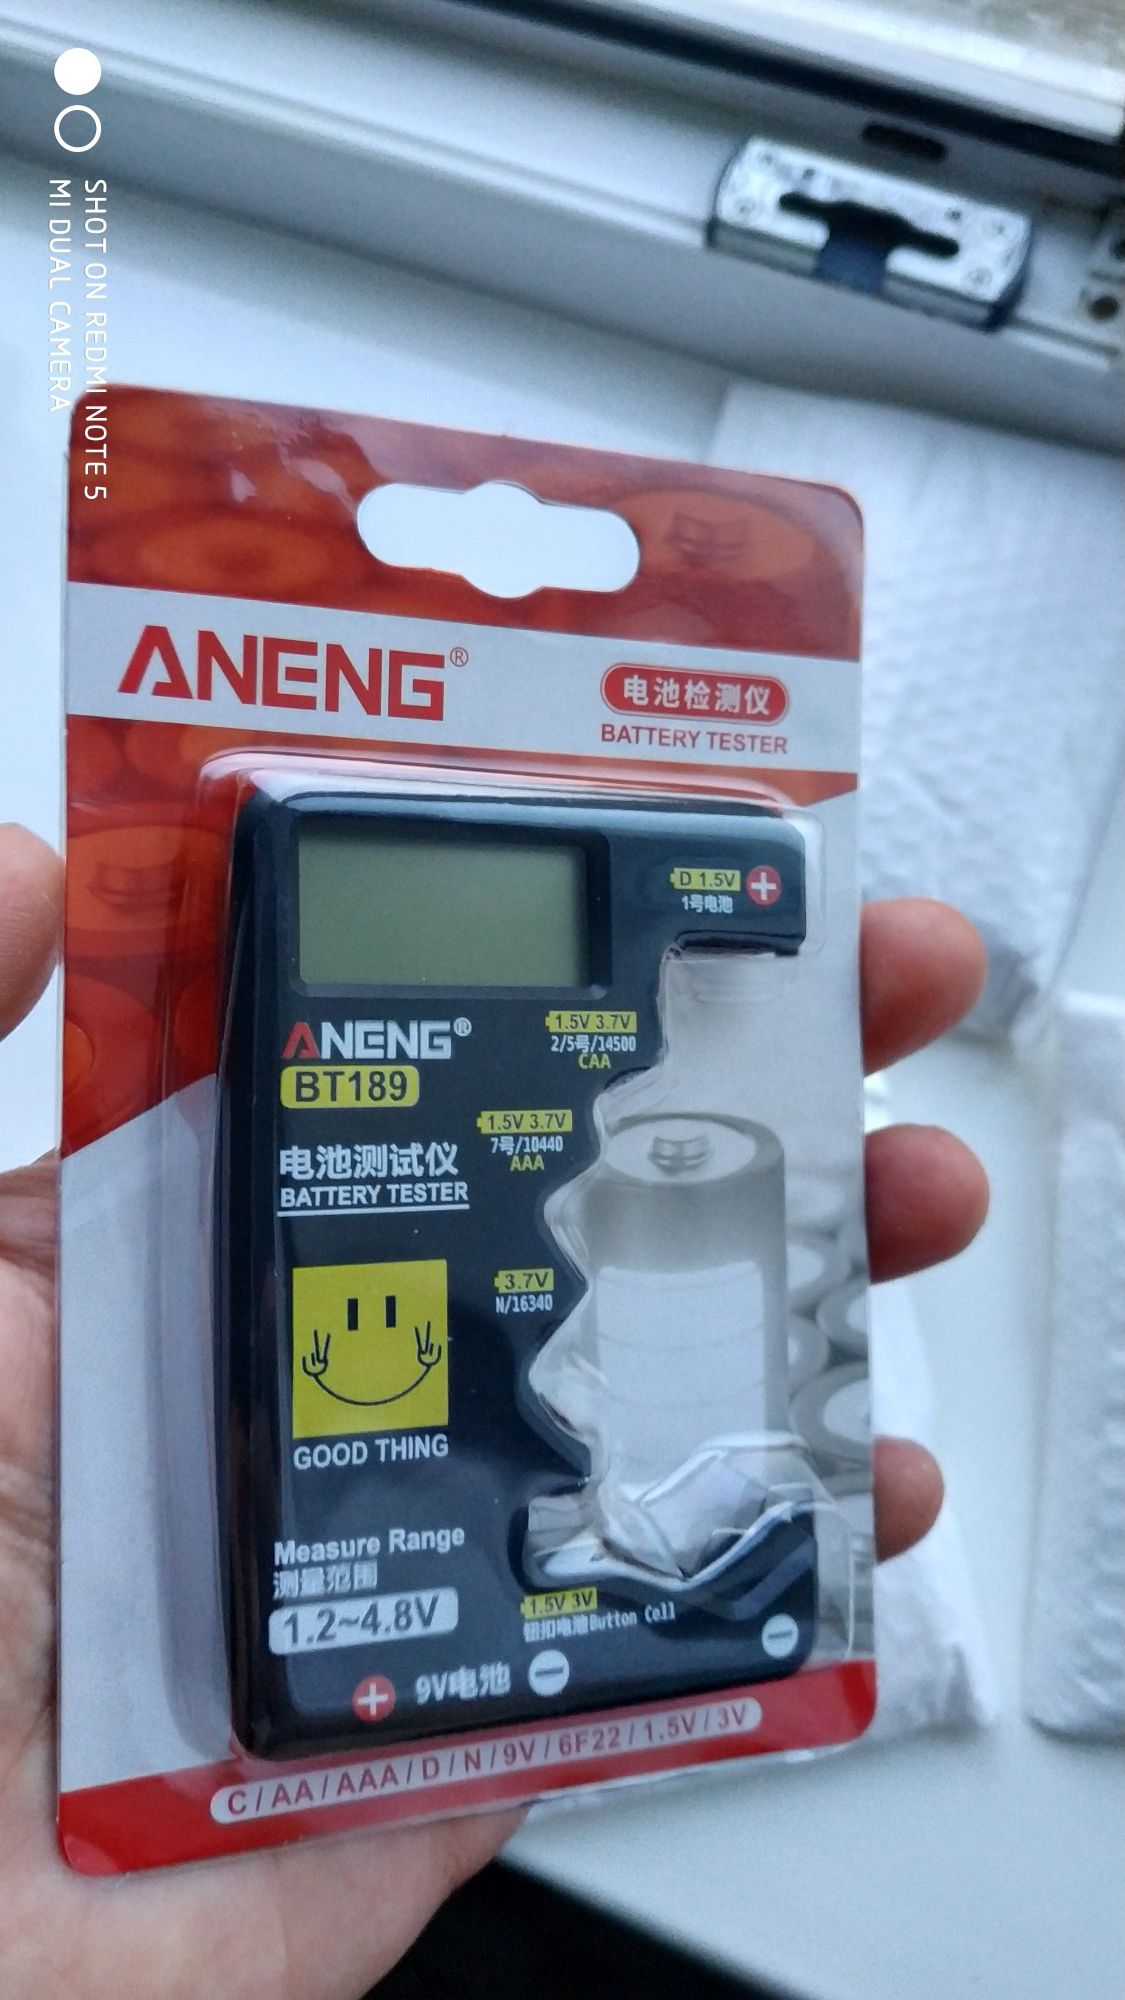 SHOT ON REDMI NOTE 5
MI DUAL CAMERA
ANENG®
电池检测仪
BATTERY TESTER
D 1.5V
1号电池
1.5V 3.7V
2/5号/14500
CAA
ANENG®
BT189
1.5V 3.7V
7号/10440
AAA
电池测试仪
BATTERY TESTER
3.7V
N/16340
GOOD THING
Measure Range
测量范围
1.2~4.8V
1.5V 3V
钮扣电池Button Cell
9V电池
C / AA / AAA / D / N / 9V / 6F22 / 1.5V / 3V